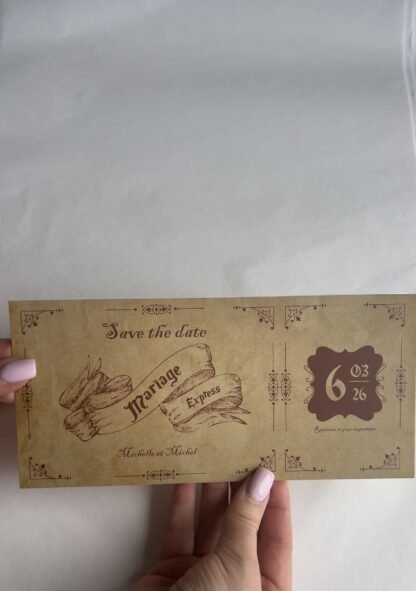 Save the date
Mariage
Express
Michelle et Michel
6 03
26